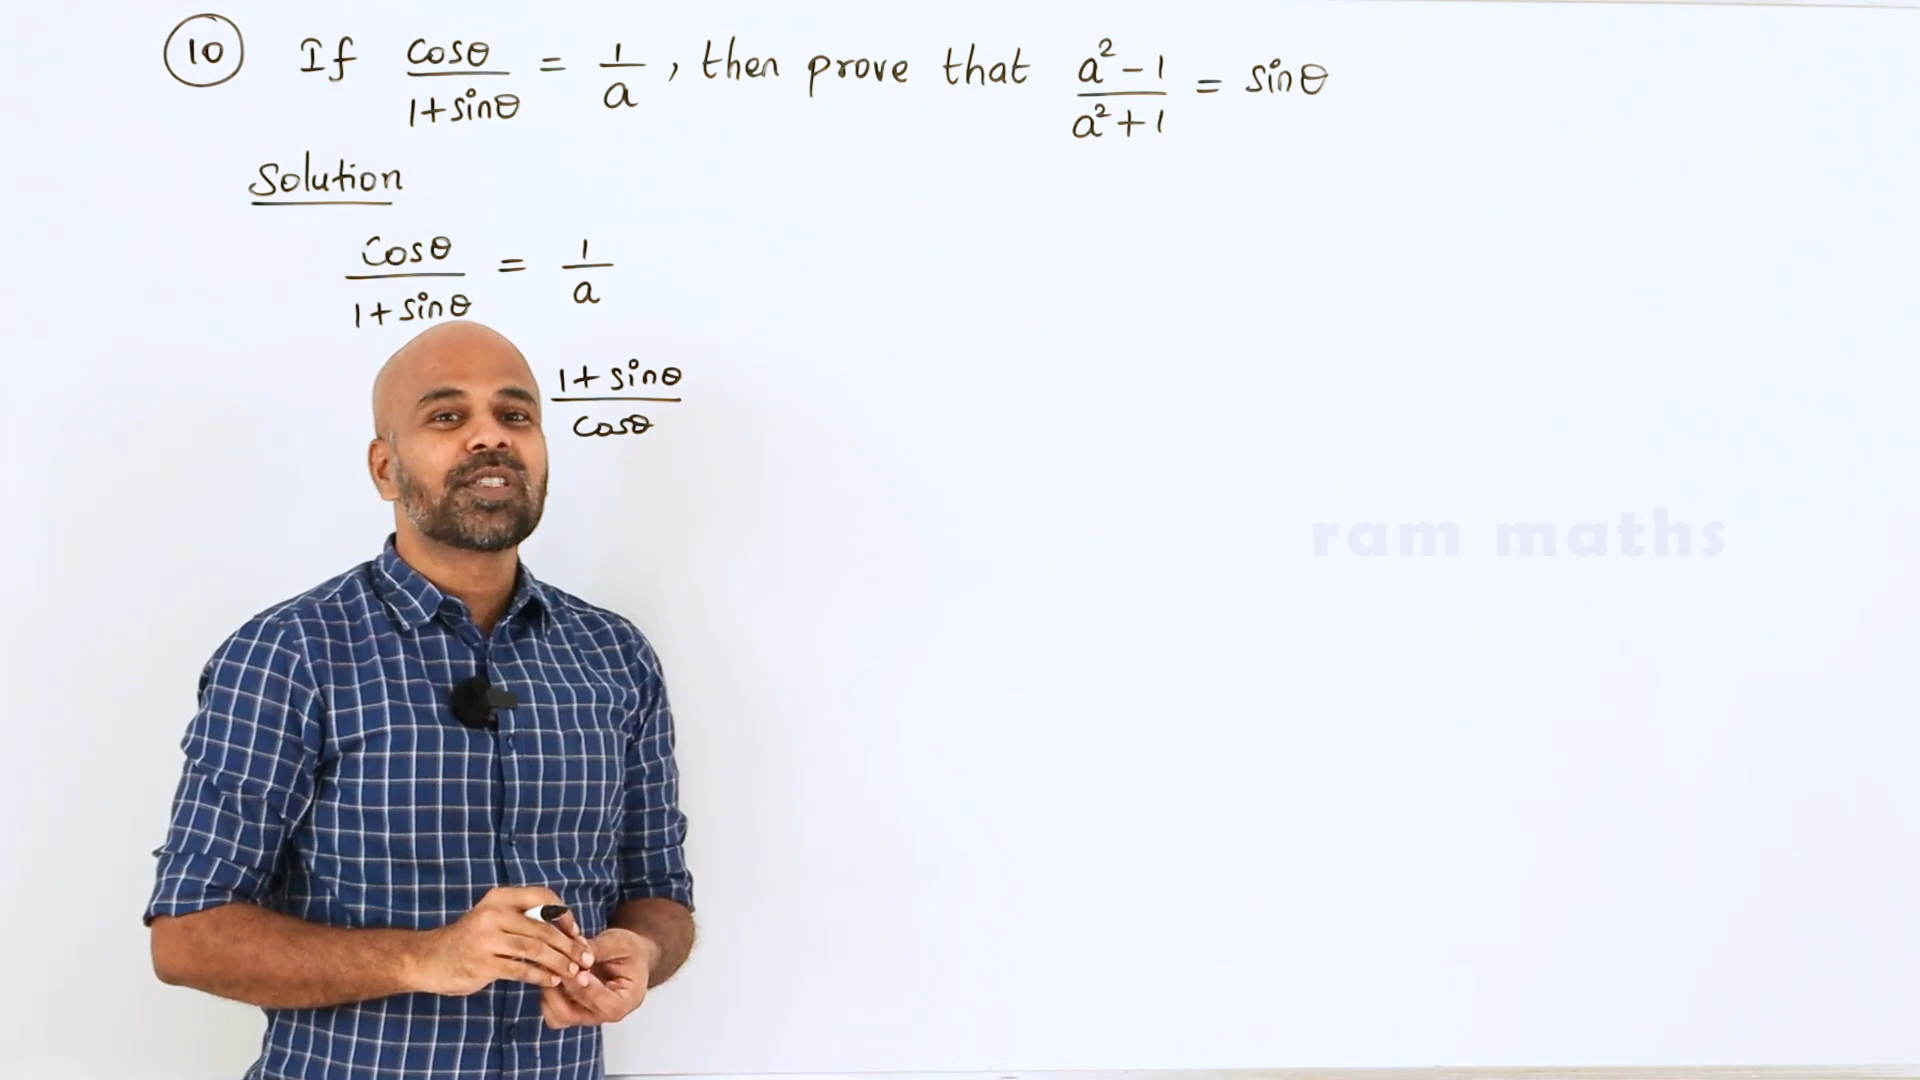 10 If cosθ/1+sinθ = 1/a, then prove that a²-1/a²+1 = sinθ
Solution
cosθ/1+sinθ = 1/a
1+sinθ/cosθ
ram maths